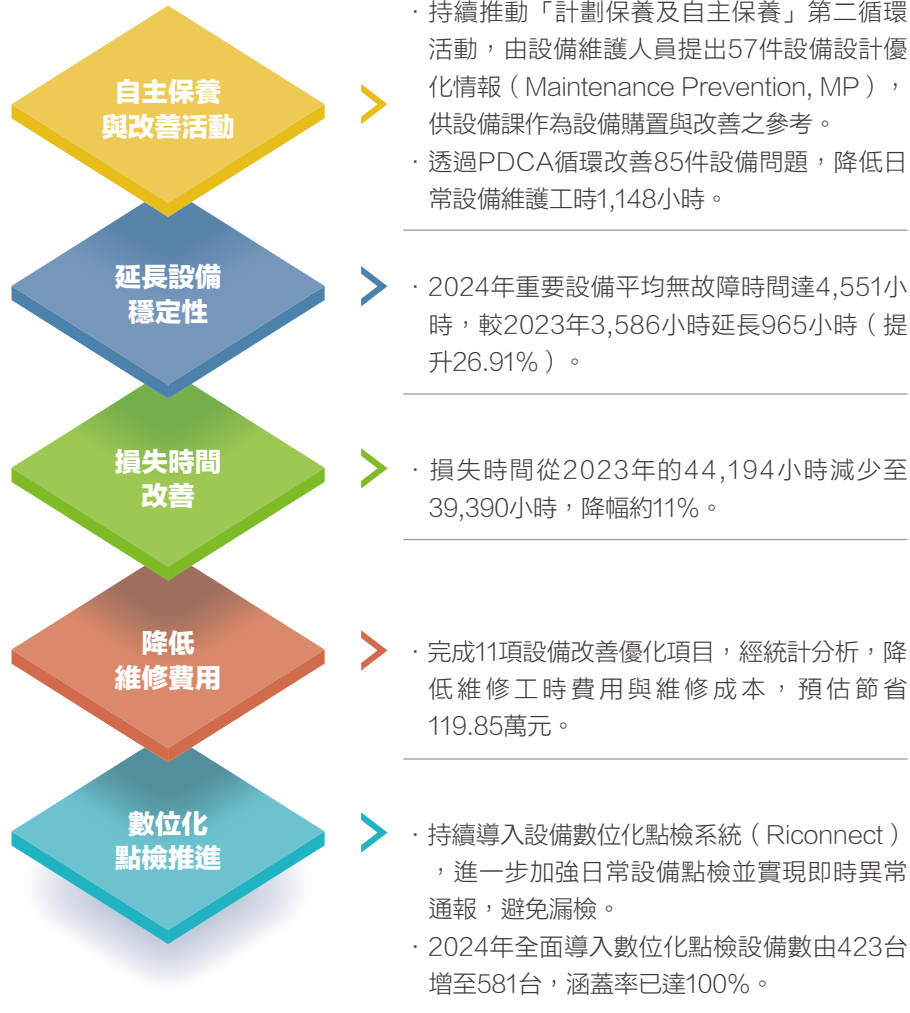 自主保養
與改善活動
· 持續推動「計劃保養及自主保養」第二循環
活動，由設備維護人員提出57件設備設計優
化情報（Maintenance Prevention, MP），
供設備課作為設備購置與改善之參考。
· 透過PDCA循環改善85件設備問題，降低日
常設備維護工時1,148小時。
延長設備
穩定性
· 2024年重要設備平均無故障時間達4,551小
時，較2023年3,586小時延長965小時（提
升26.91%）。
損失時間
改善
· 損失時間從2023年的44,194小時減少至
39,390小時，降幅約11%。
降低
維修費用
· 完成11項設備改善優化項目，經統計分析，降
低維修工時費用與維修成本，預估節省
119.85萬元。
數位化
點檢推進
· 持續導入設備數位化點檢系統（Riconnect）
，進一步加強日常設備點檢並實現即時異常
通報，避免漏檢。
· 2024年全面導入數位化點檢設備數由423台
增至581台，涵蓋率已達100%。